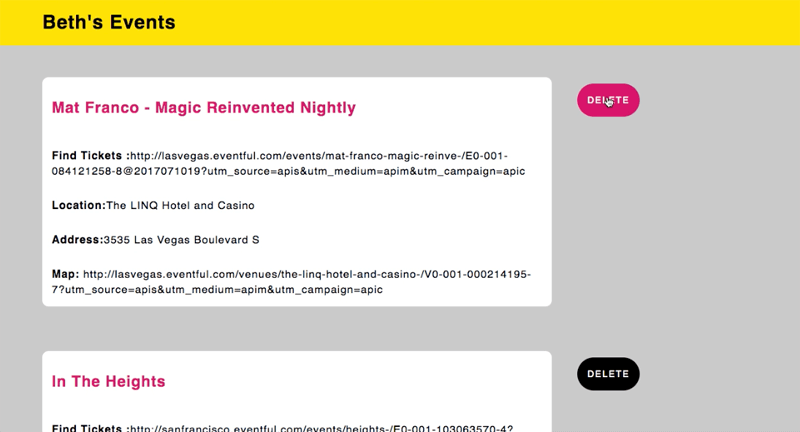 Beth's Events
Mat Franco - Magic Reinvented Nightly
DELETE
Find Tickets :http://lasvegas.eventful.com/events/mat-franco-magic-reinve-/E0-001-
084121258-8@2017071019?utm_source=apis&utm_medium=apim&utm_campaign=apic
Location:The LINQ Hotel and Casino
Address:3535 Las Vegas Boulevard S
Map: http://lasvegas.eventful.com/venues/the-linq-hotel-and-casino-/V0-001-000214195-
7?utm_source=apis&utm_medium=apim&utm_campaign=apic
In The Heights
DELETE
Find Tickets :http://sanfrancisco.eventful.com/events/heights-/E0-001-103063570-4?